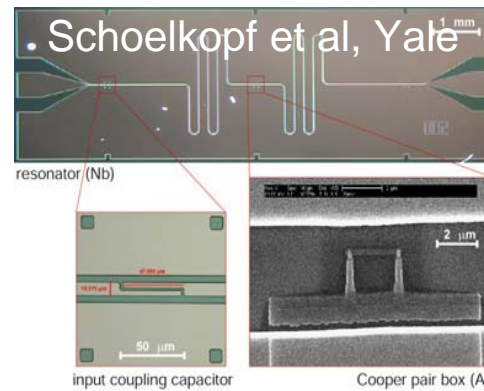 Schoelkopf et al, Yale
1 mm
resonator (Nb)
2 µm
50 µm
input coupling capacitor
Cooper pair box (A